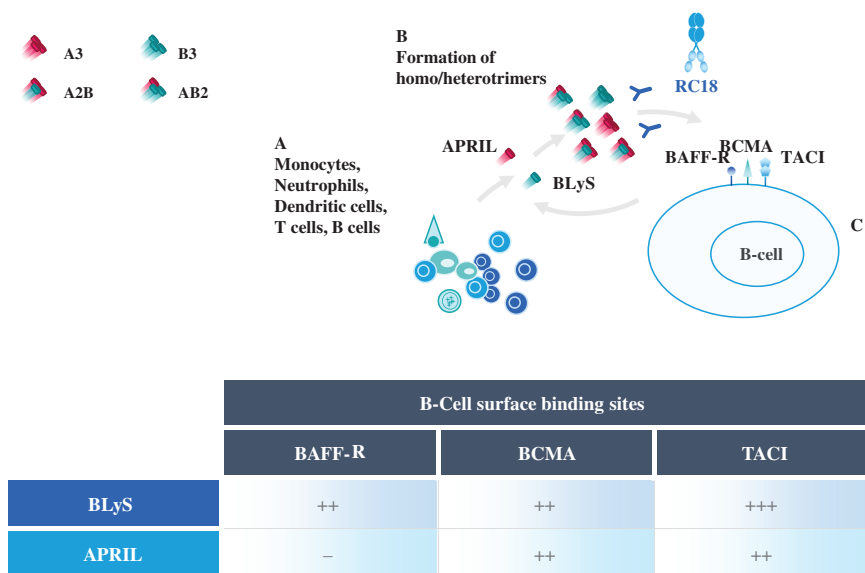 A3
B3
A2B
AB2
B
Formation of
homo/heterotrimers
RC18
A
Monocytes,
Neutrophils,
Dendritic cells,
T cells, B cells
APRIL
BLyS
BCMA
BAFF-R
TACI
C
B-cell
B-Cell surface binding sites
BAFF-R BCMA TACI
BLyS ++ ++ +++
APRIL – ++ ++